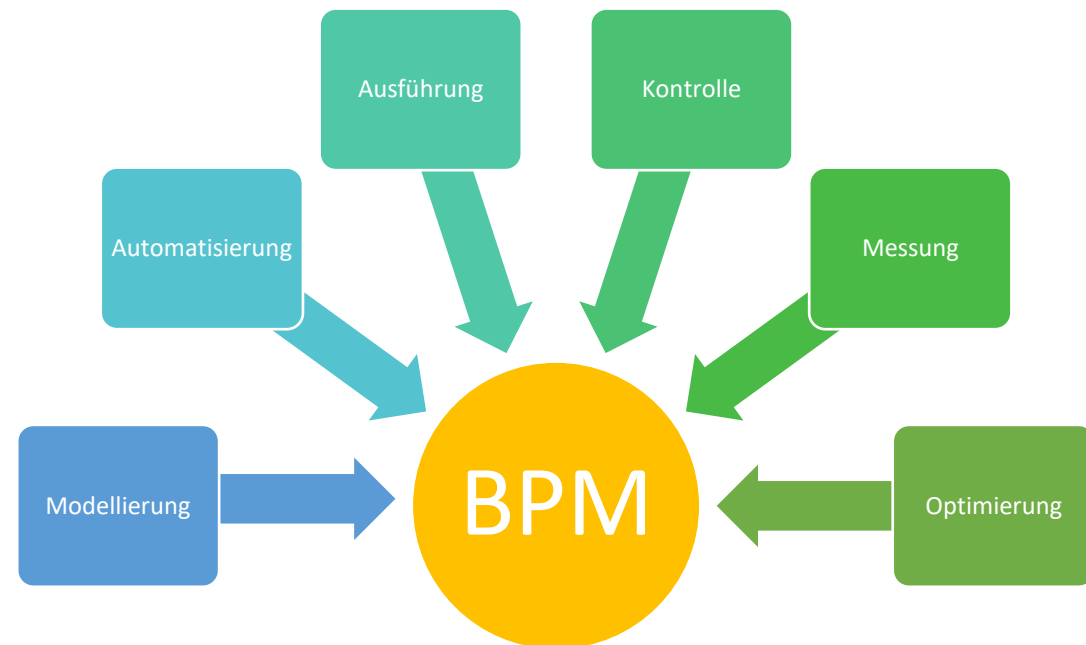 Ausführung
Kontrolle
Automatisierung
Messung
Modellierung
BPM
Optimierung